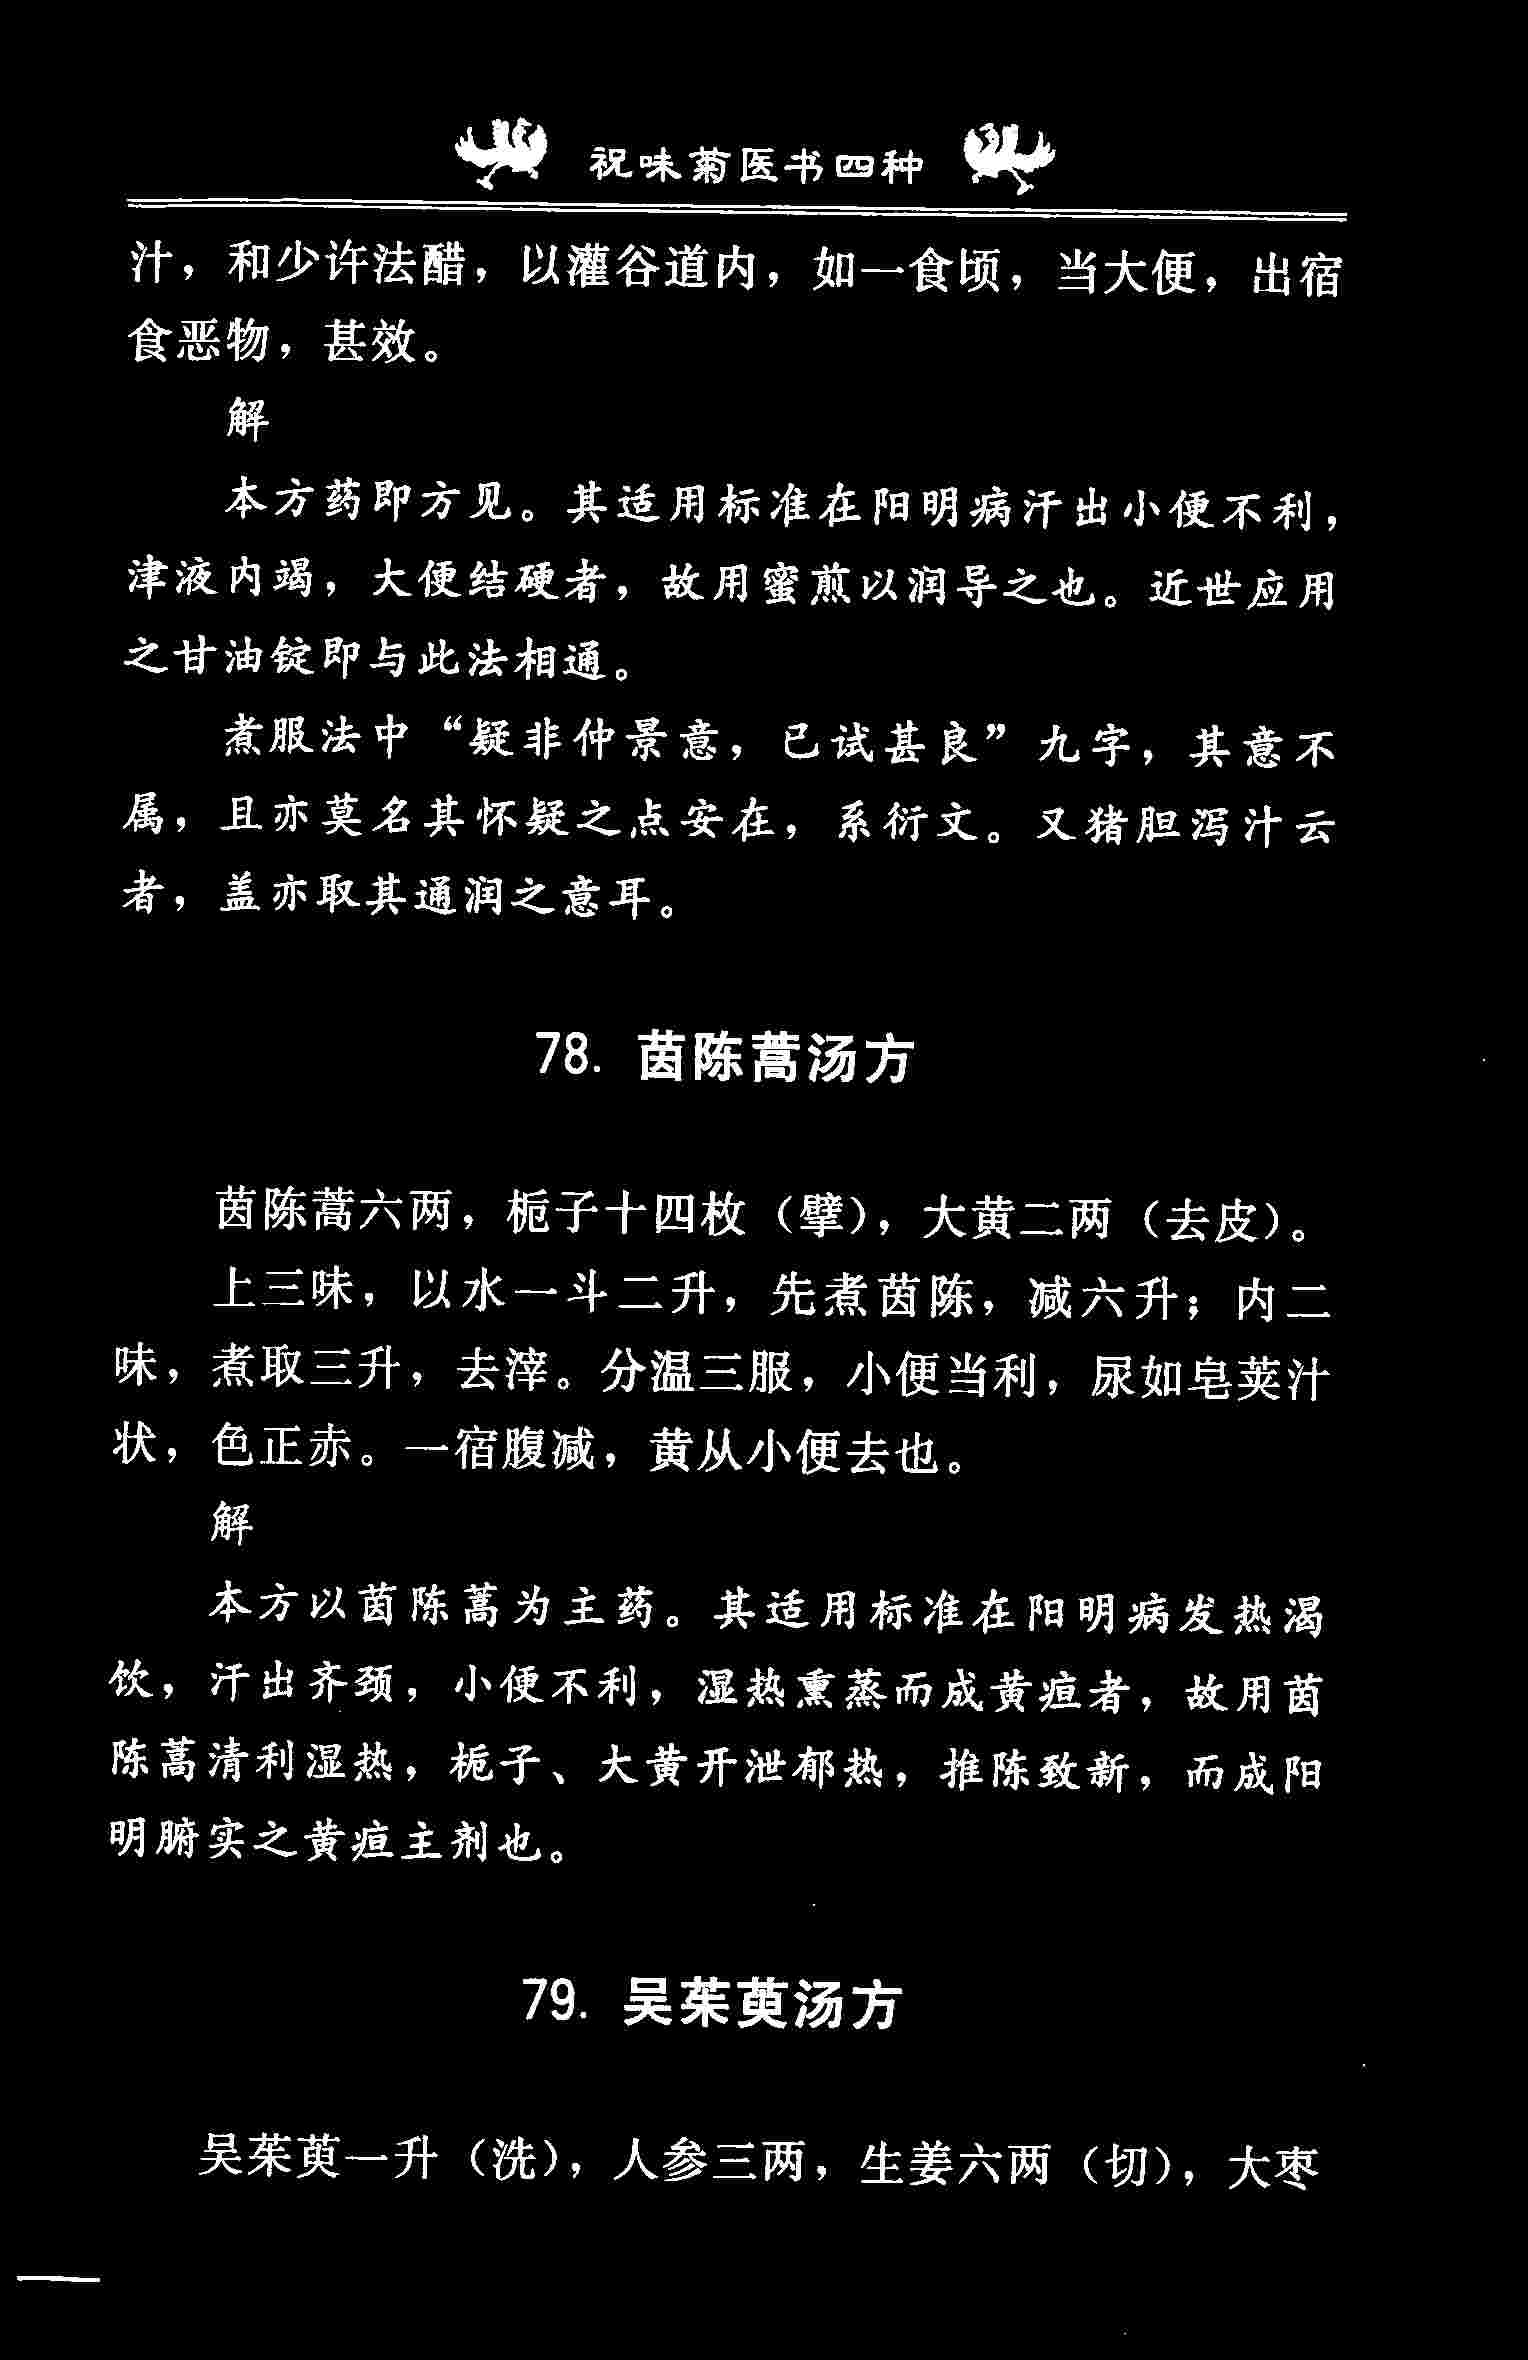 祝味菊医书四种
汁，和少许法醋，以灌谷道内，如一食顷，当大便，出宿
食恶物，甚效。
解
本方药即方见。其适用标准在阳明病汗出小便不利，
津液内竭，大便结硬者，故用蜜煎以润导之也。近世应用
之甘油锭即与此法相通。
煮服法中“疑非仲景意，已试甚良”九字，其意不
属，且亦莫名其怀疑之点安在，系衍文。又猪胆泻汁云
者，盖亦取其通润之意耳。
78. 茵陈蒿汤方
茵陈蒿六两，栀子十四枚（擘），大黄二两（去皮）。
上三味，以水一斗二升，先煮茵陈，减六升；内二
味，煮取三升，去滓。分温三服，小便当利，尿如皂荚汁
状，色正赤。一宿腹减，黄从小便去也。
解
本方以茵陈蒿为主药。其适用标准在阳明病发热渴
饮，汗出齐颈，小便不利，湿热熏蒸而成黄疸者，故用茵
陈蒿清利湿热，栀子、大黄开泄郁热，推陈致新，而成阳
明腑实之黄疸主剂也。
79. 吴茱萸汤方
吴茱萸一升（洗），人参三两，生姜六两（切），大枣